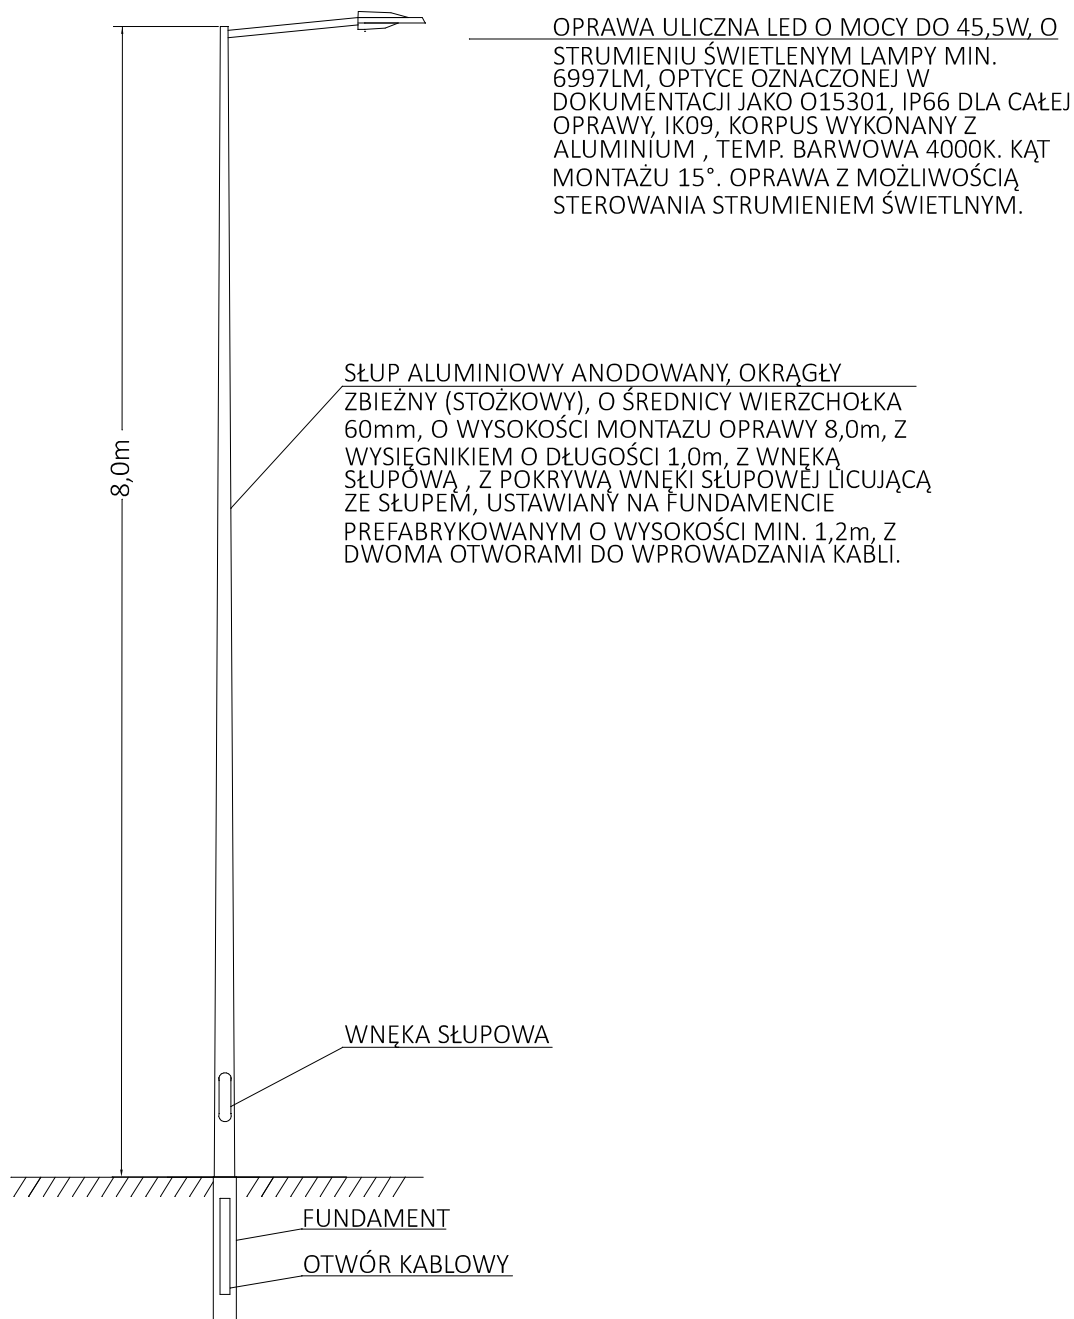 OPRAWA ULICZNA LED O MOCY DO 45,5W, O
STRUMIENIU ŚWIETLENYM LAMPY MIN.
6997LM, OPTYCE OZNACZONEJ W
DOKUMENTACJI JAKO O15301, IP66 DLA CAŁEJ
OPRAWY, IK09, KORPUS WYKONANY Z
ALUMINIUM , TEMP. BARWOWA 4000K. KĄT
MONTAŻU 15°. OPRAWA Z MOŻLIWOŚCIĄ
STEROWANIA STRUMIENIEM ŚWIETLNYM.
SŁUP ALUMINIOWY ANODOWANY, OKRĄGŁY
ZBIEŻNY (STOŻKOWY), O ŚREDNICY WIERZCHOŁKA
60mm, O WYSOKOŚCI MONTAZU OPRAWY 8,0m, Z
WYSIĘGNIKIEM O DŁUGOŚCI 1,0m, Z WNĘKĄ
SŁUPOWĄ , Z POKRYWĄ WNĘKI SŁUPOWEJ LICUJĄCĄ
ZE SŁUPEM, USTAWIANY NA FUNDAMENCIE
PREFABRYKOWANYM O WYSOKOŚCI MIN. 1,2m, Z
DWOMA OTWORAMI DO WPROWADZANIA KABLI.
8,0m
WNĘKA SŁUPOWA
FUNDAMENT
OTWÓR KABLOWY